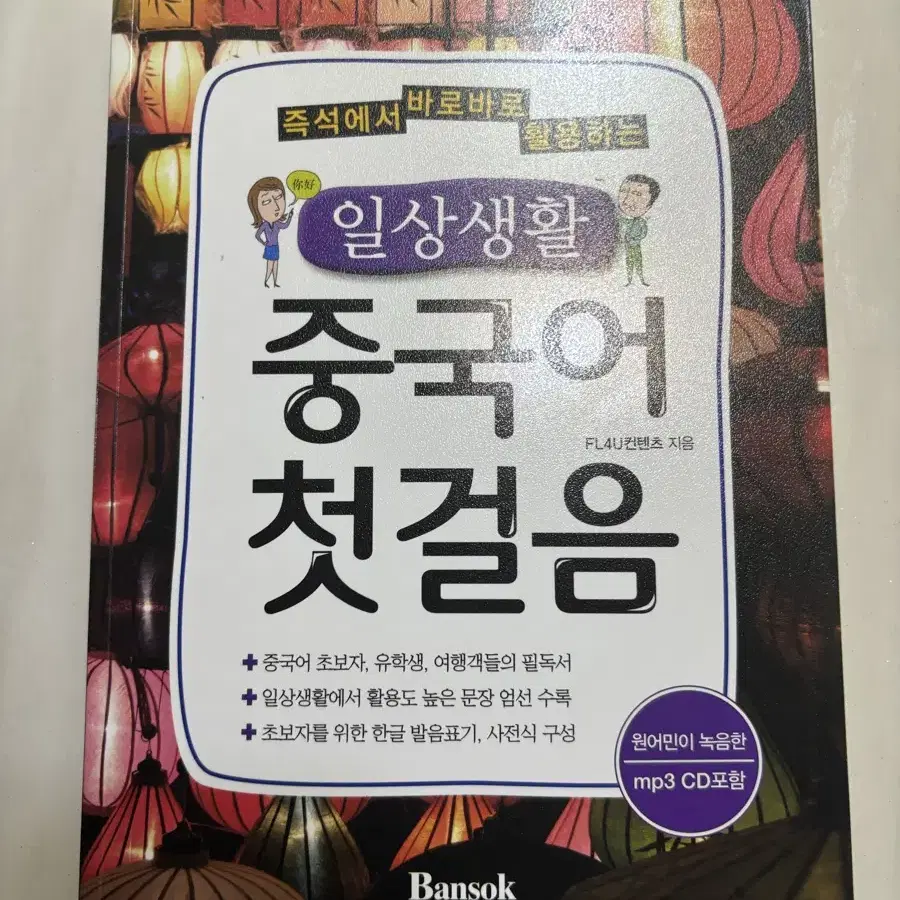 즉석에서 바로바로 활용하는
你好
일상생활
중국어
FL4U컨텐츠 지음
첫걸음
+ 중국어 초보자, 유학생, 여행객들의 필독서
+ 일상생활에서 활용도 높은 문장 엄선 수록
+ 초보자를 위한 한글 발음표기, 사전식 구성
원어민이 녹음한
mp3 CD포함
Bansok